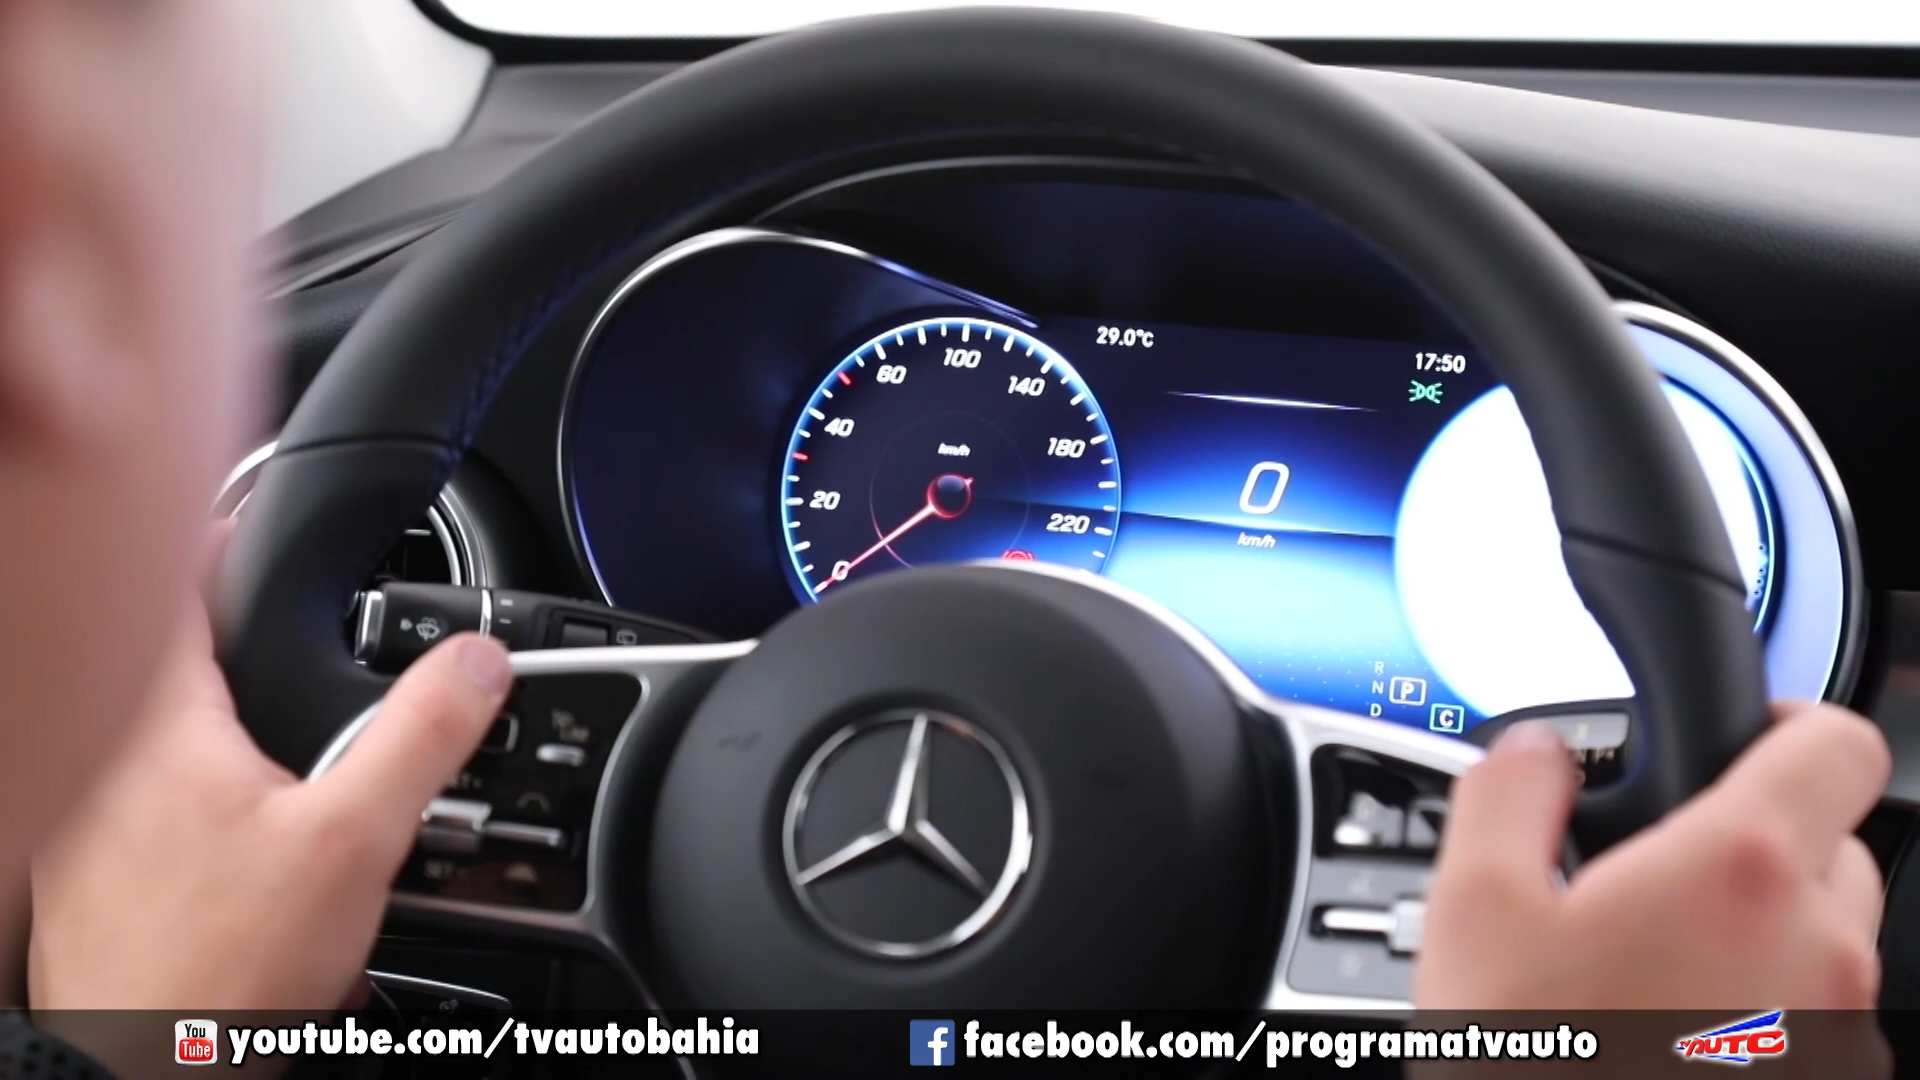 29.0°C
17:50
100
60
140
40
km/h
180
20
220
0
0
km/h
R
N
P
D
C
You
Tube
youtube.com/tvautobahia
f
facebook.com/programatvauto
TVAUTO